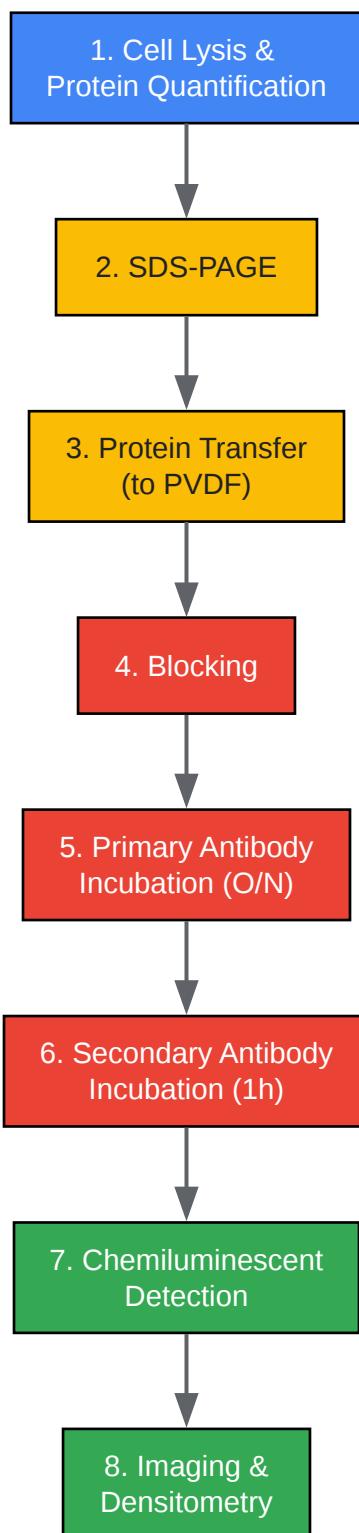 1. Cell Lysis &
Protein Quantification
2. SDS-PAGE
3. Protein Transfer
(to PVDF)
4. Blocking
5. Primary Antibody
Incubation (O/N)
6. Secondary Antibody
Incubation (1h)
7. Chemiluminescent
Detection
8. Imaging &
Densitometry